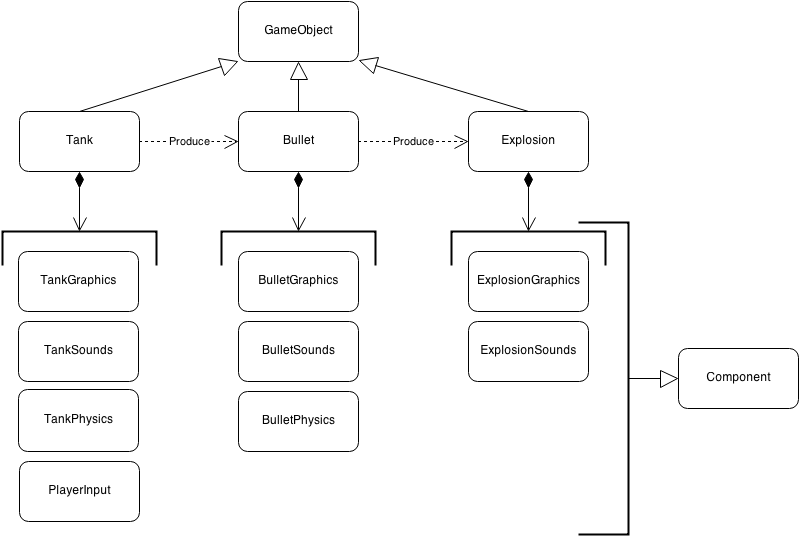 GameObject
Tank
Produce
Bullet
Produce
Explosion
TankGraphics
BulletGraphics
ExplosionGraphics
TankSounds
BulletSounds
ExplosionSounds
Component
TankPhysics
BulletPhysics
PlayerInput